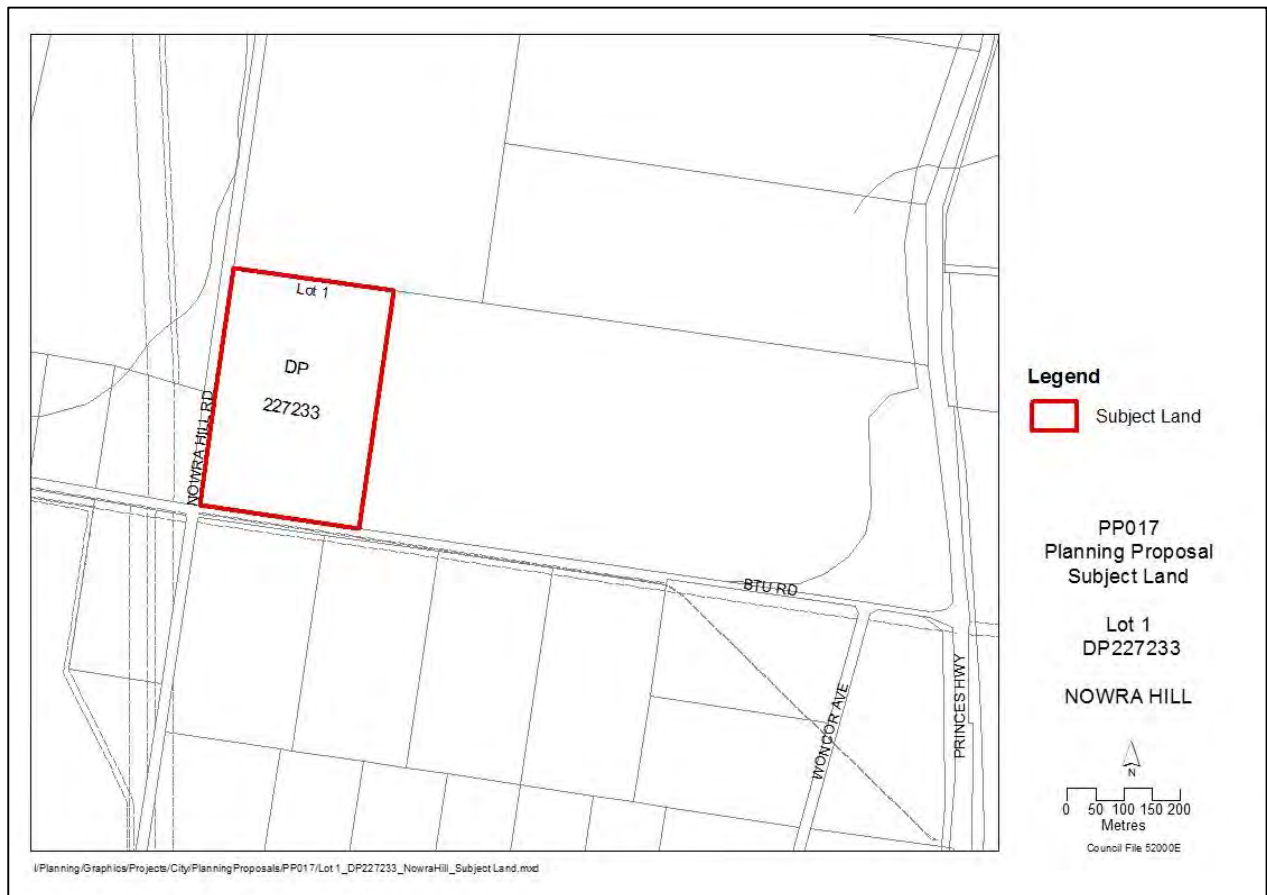 Lot 1
DP
227233
NOWRA HILL RD
BTU RD
WONCOR AVE
PRINCES HWY
Legend
Subject Land
PP017
Planning Proposal
Subject Land
Lot 1
DP227233
NOWRA HILL
N
0 50 100 150 200
Metres
Council File 52000E
I/Planning/Graphics/Projects/City/PlanningProposals/PP017/Lot 1_DP227233_NowraHill_Subject Land.mxd